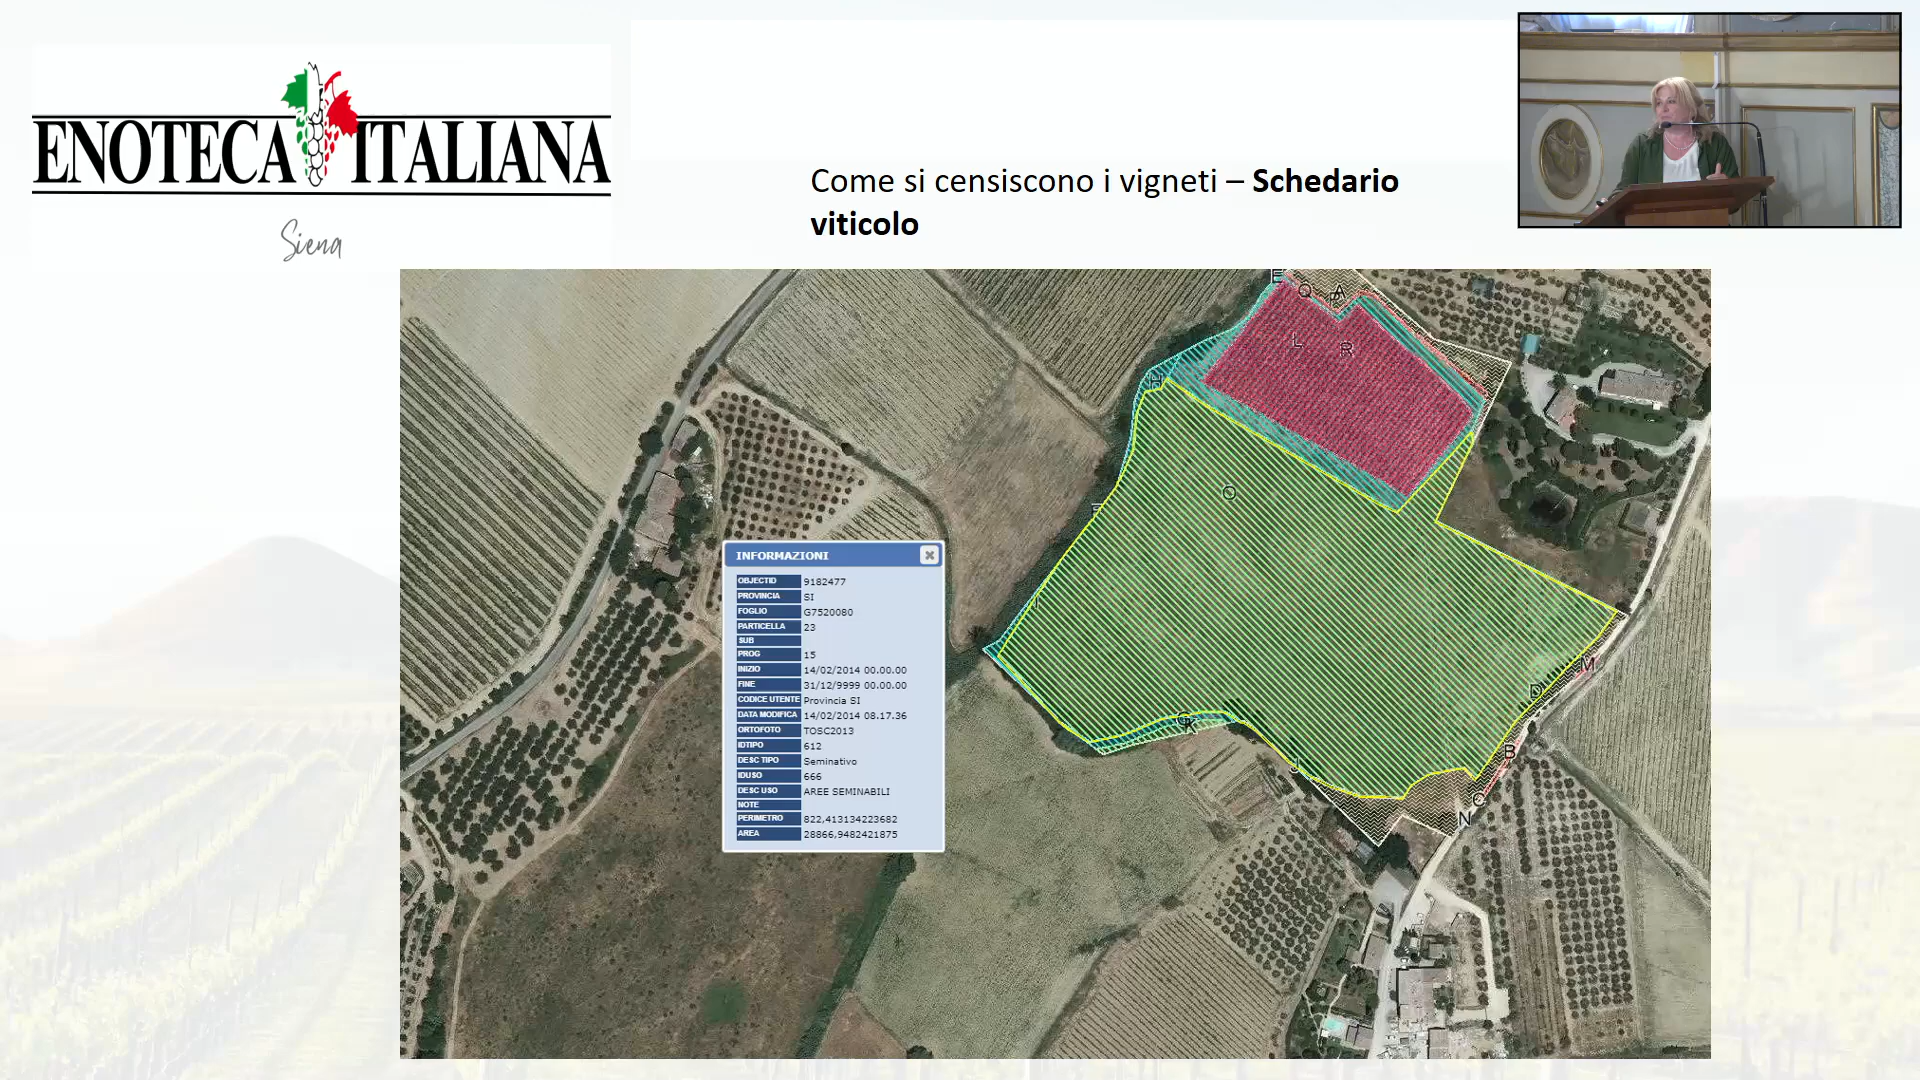 ENOTECA ITALIANA
Siena
Come si censiscono i vigneti – Schedario
viticolo
E
Q
A
L
R
H
O
F
I
G
K
J
D
M
B
C
N
INFORMAZIONI
OBJECTID 9182477
PROVINCIA SI
FOGLIO G7520080
PARTICELLA 23
SUB
PROG 15
INIZIO 14/02/2014 00.00.00
FINE 31/12/9999 00.00.00
CODICE UTENTE Provincia SI
DATA MODIFICA 14/02/2014 08.17.36
ORTOFOTO TOSC2013
IDTIPO 612
DESC TIPO Seminativo
IDUSO 666
DESC USO AREE SEMINABILI
NOTE
PERIMETRO 822,413134223682
AREA 28866,9482421875